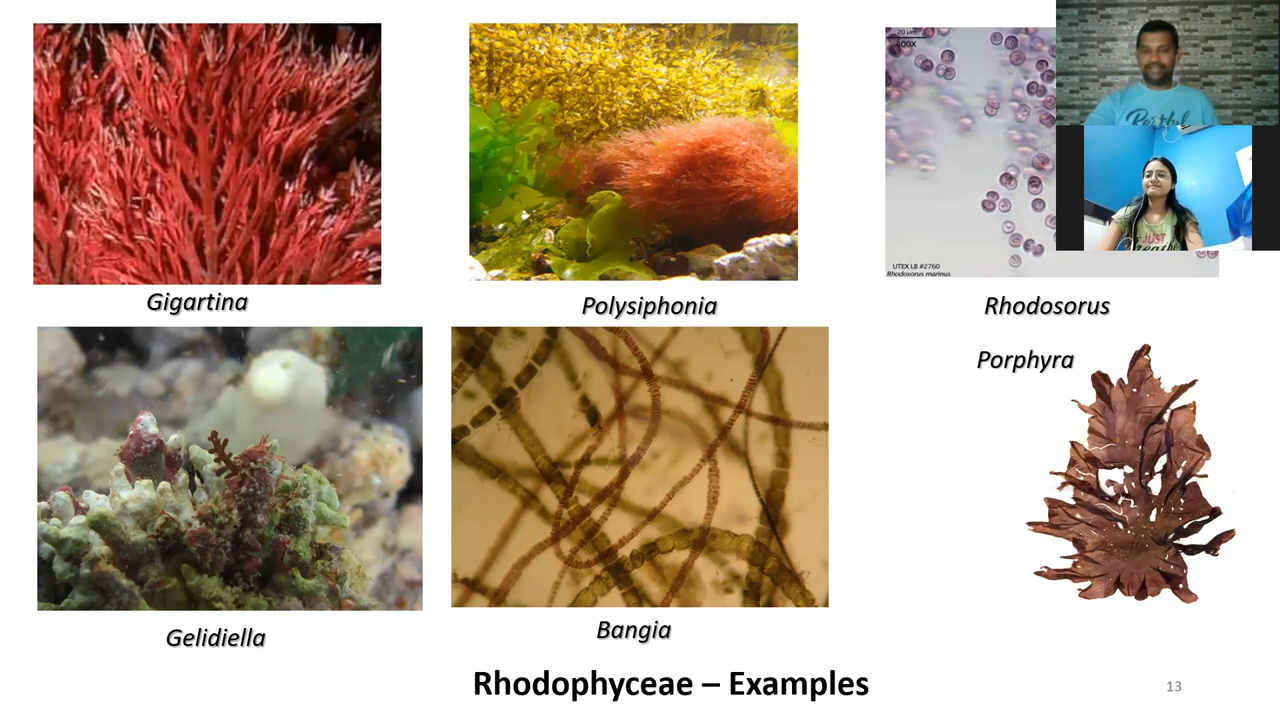 20 µm
400X
UTEX LB #2760
Rhodosorus marinus
Gigartina
Polysiphonia
Rhodosorus
Porphyra
Gelidiella
Bangia
Rhodophyceae – Examples
13